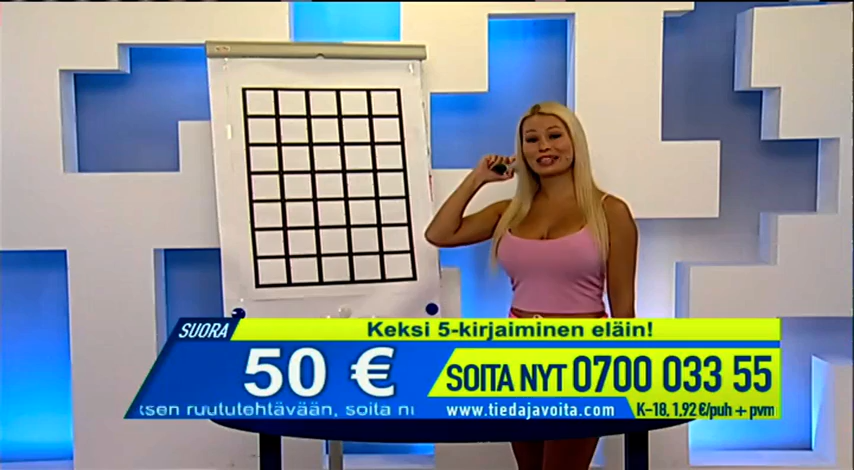 SUORA
Keksi 5-kirjaiminen eläin!
50 €
SOITA NYT 0700 033 55
ruututehtävään, soita
www.tiedajavoita.com
K-18, 1,92 €/puh + pvm